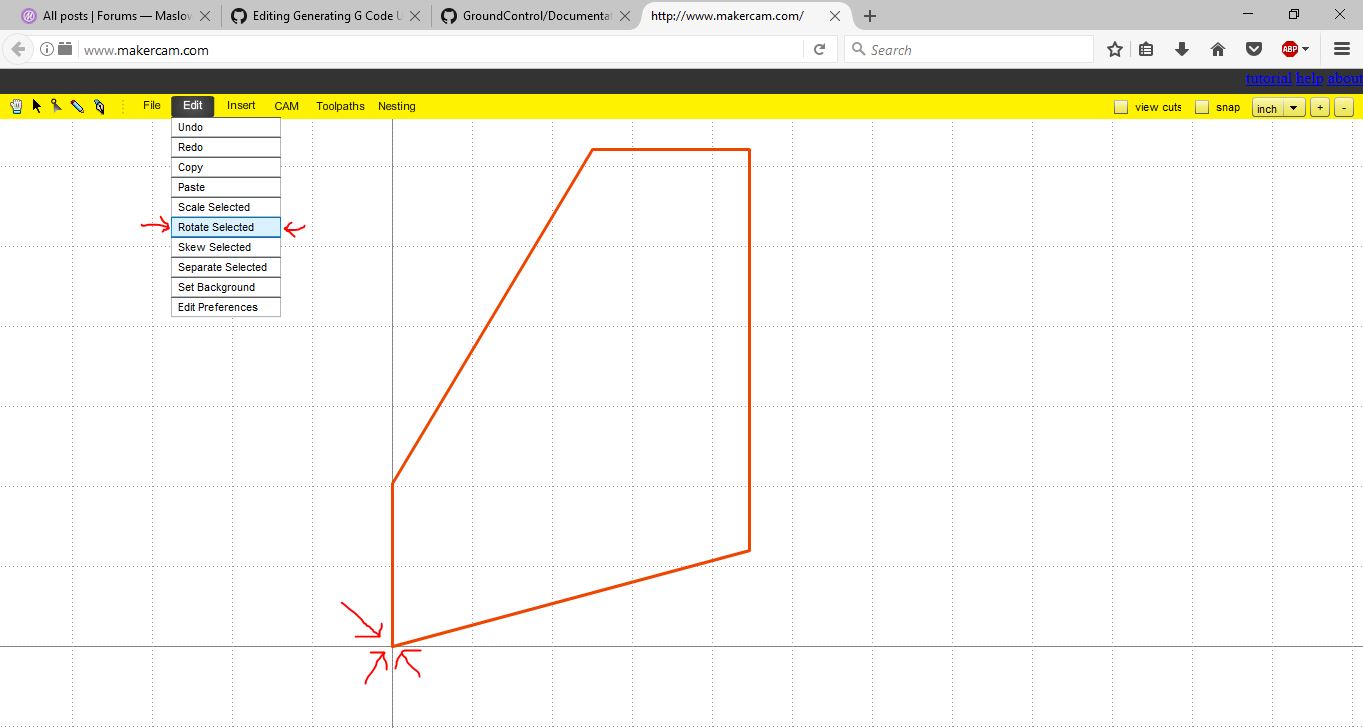 All posts | Forums — Maslow
Editing Generating G Code U
GroundControl/Documentat
http://www.makercam.com/
www.makercam.com
Search
ABP
tutorial help about
File Edit Insert CAM Toolpaths Nesting
view cuts snap inch + -
Undo
Redo
Copy
Paste
Scale Selected
Rotate Selected
Skew Selected
Separate Selected
Set Background
Edit Preferences